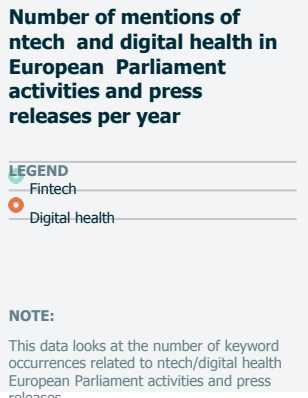 Number of mentions of
ntech and digital health in
European Parliament
activities and press
releases per year
LEGEND
Fintech
Digital health
NOTE:
This data looks at the number of keyword
occurrences related to ntech/digital health
European Parliament activities and press
releases